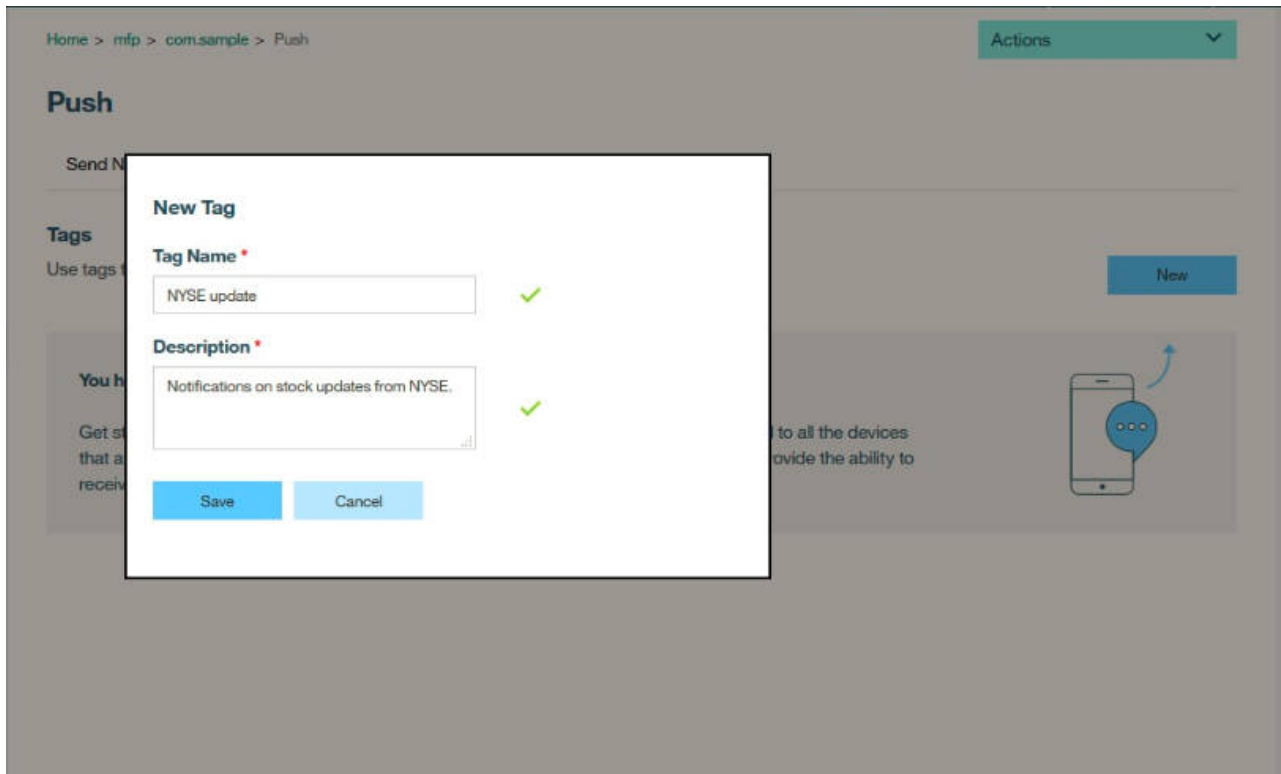 Home > mfp > com.sample > Push
Actions
Push
Send N
New Tag
Tags
Tag Name *
Use tags t
New
NYSE update
Description *
You h
Notifications on stock updates from NYSE.
Get st
to all the devices
that a
ovide the ability to
receiv
Save
Cancel